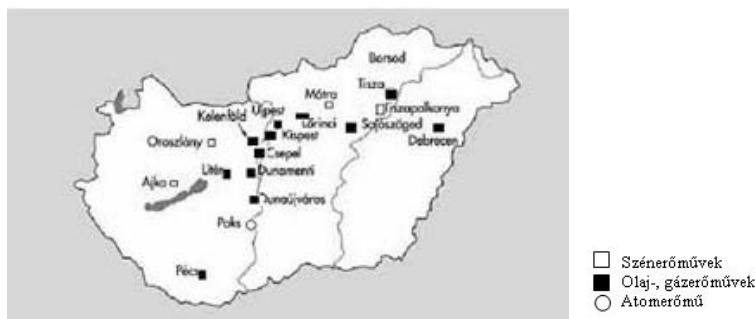 Borsod
Tisza
Mátra
Tiszapalkonya
Kelenföld
Újpest
Lőrinci
Sajószöged
Kispest
Debrecen
Oroszlány
Csepel
Litér
Dunamenti
Ajka
Dunaújváros
Paks
Pécs
Szénerőművek
Olaj-, gázerőművek
Atomerőmű